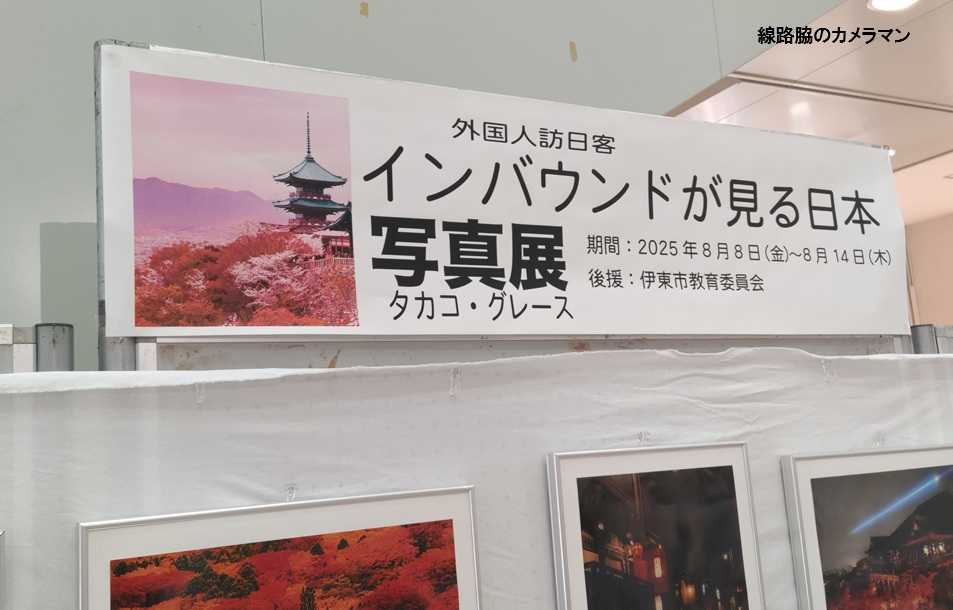 線路脇のカメラマン
外国人訪日客
インバウンドが見る日本
写真展
期間：2025年8月8日(金)～8月14日(木)
後援：伊東市教育委員会
タカコ・グレース